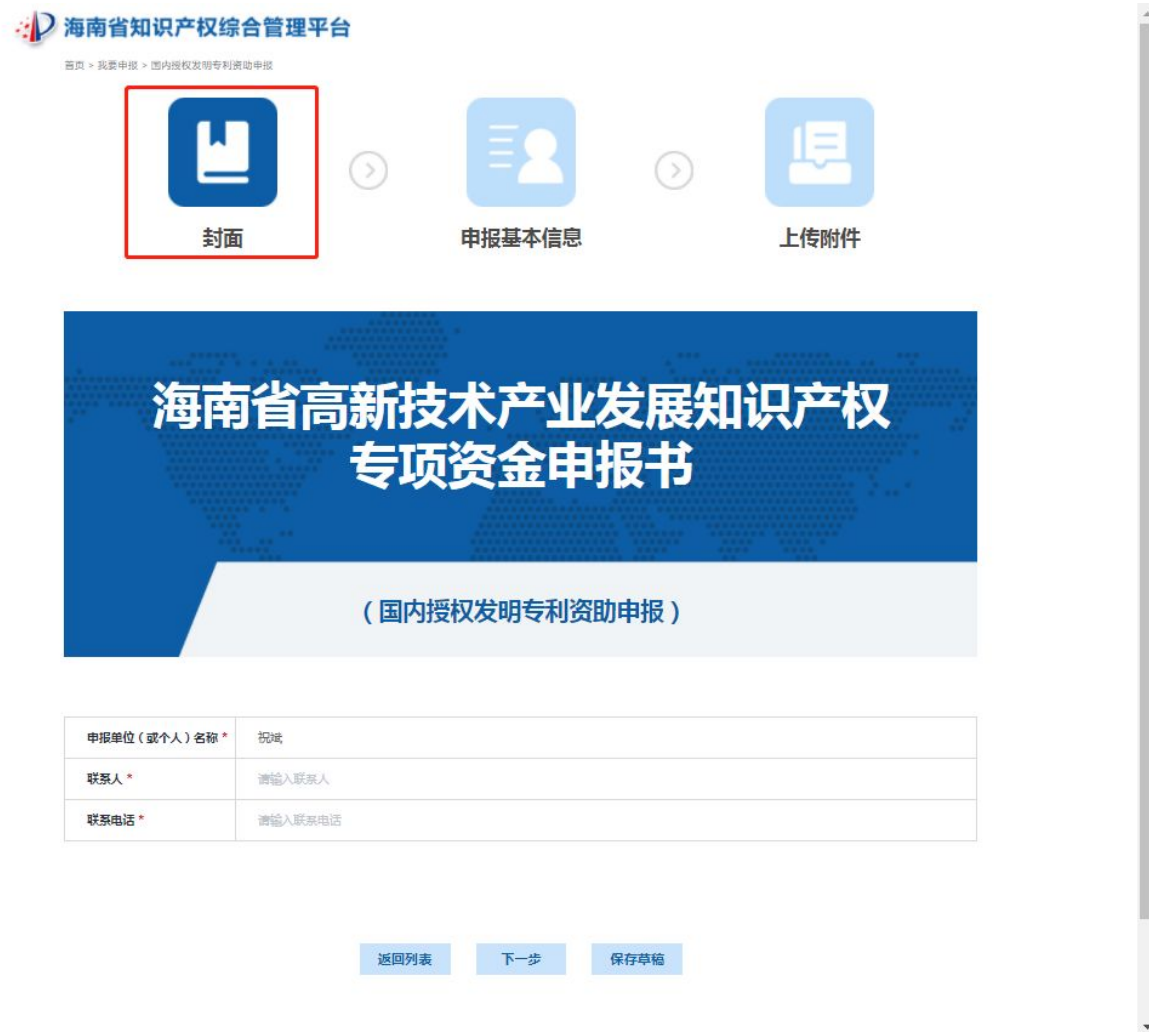 海南省知识产权综合管理平台
首页 > 我要申报 > 国内授权发明专利资助申报
封面
申报基本信息
上传附件
海南省高新技术产业发展知识产权
专项资金申报书
（国内授权发明专利资助申报）
申报单位（或个人）名称 * 祝斌
联系人 * 请输入联系人
联系电话 * 请输入联系电话
返回列表 下一步 保存草稿